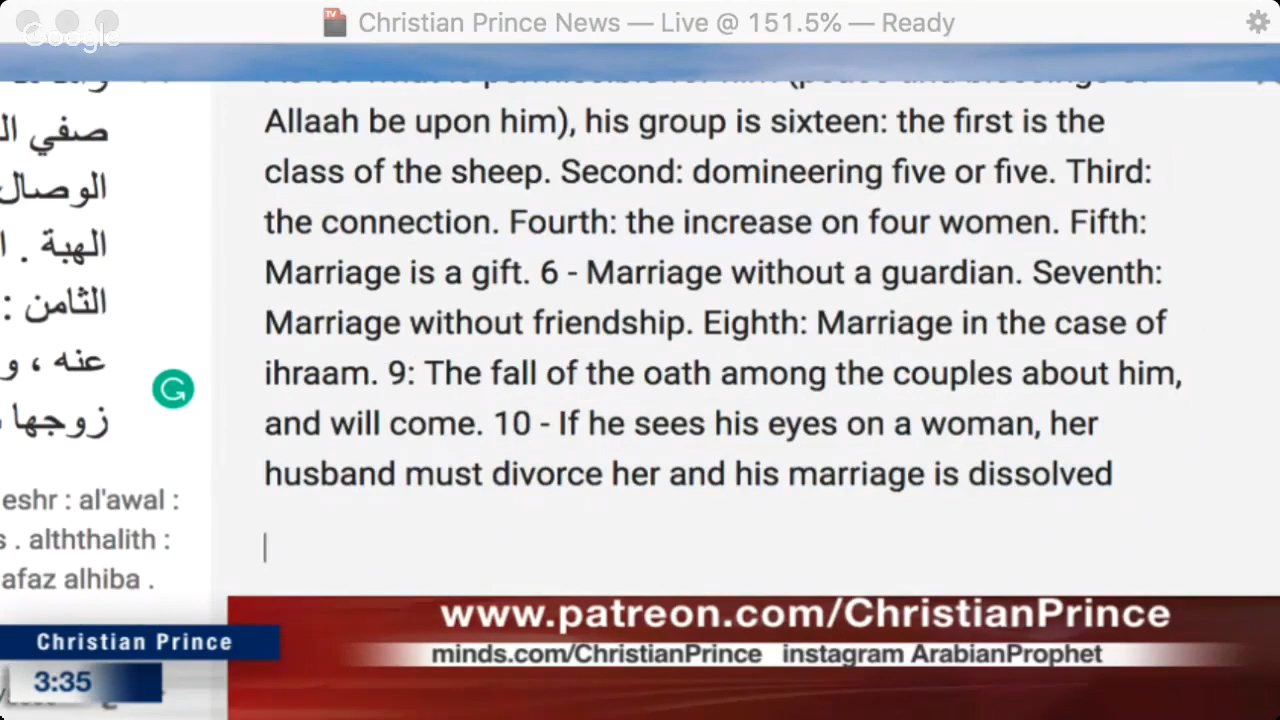 Christian Prince News — Live @ 151.5% — Ready
Google
Allaah be upon him), his group is sixteen: the first is the
class of the sheep. Second: domineering five or five. Third:
the connection. Fourth: the increase on four women. Fifth:
Marriage is a gift. 6 - Marriage without a guardian. Seventh:
Marriage without friendship. Eighth: Marriage in the case of
ihraam. 9: The fall of the oath among the couples about him,
and will come. 10 - If he sees his eyes on a woman, her
husband must divorce her and his marriage is dissolved
صفي
الوصال
الهبة .
الثامن :
عنه ، و
زوجها
eshr : al'awal :
s . alththalith :
afaz alhiba .
www.patreon.com/ChristianPrince
minds.com/ChristianPrince instagram ArabianProphet
Christian Prince
3:35